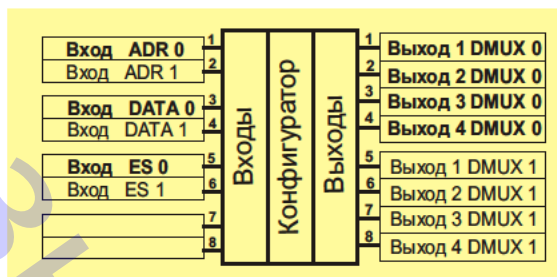 1
Вход ADR 0
2
Вход ADR 1
3
Вход DATA 0
4
Вход DATA 1
5
Вход ES 0
6
Вход ES 1
7
8
Входы
Конфигуратор
Выходы
1
Выход 1 DMUX 0
2
Выход 2 DMUX 0
3
Выход 3 DMUX 0
4
Выход 4 DMUX 0
5
Выход 1 DMUX 1
6
Выход 2 DMUX 1
7
Выход 3 DMUX 1
8
Выход 4 DMUX 1